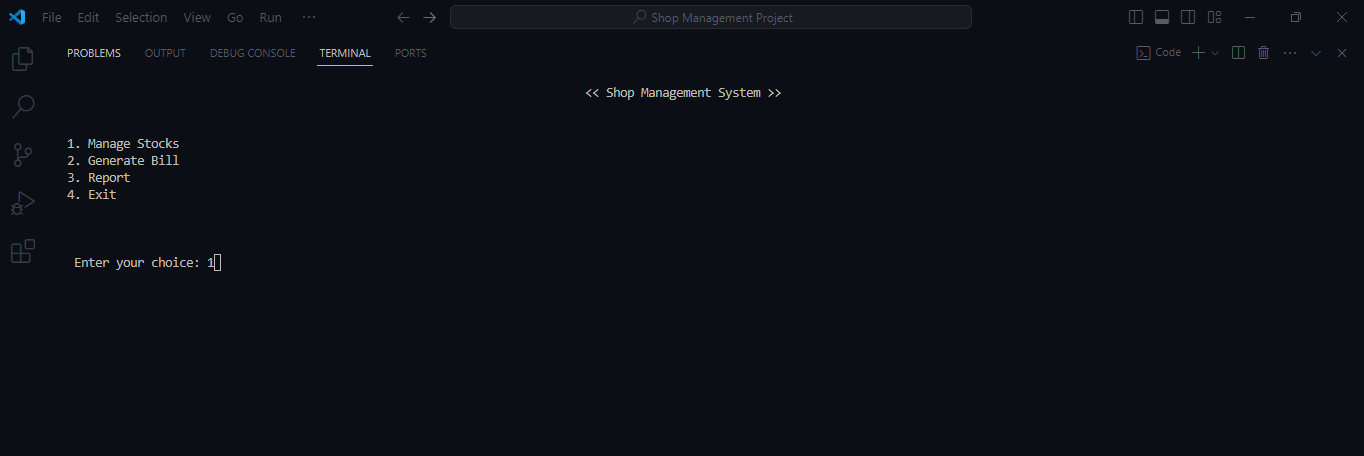 File Edit Selection View Go Run ··· Shop Management Project
PROBLEMS OUTPUT DEBUG CONSOLE TERMINAL PORTS Code
<< Shop Management System >>
1. Manage Stocks
2. Generate Bill
3. Report
4. Exit
Enter your choice: 1